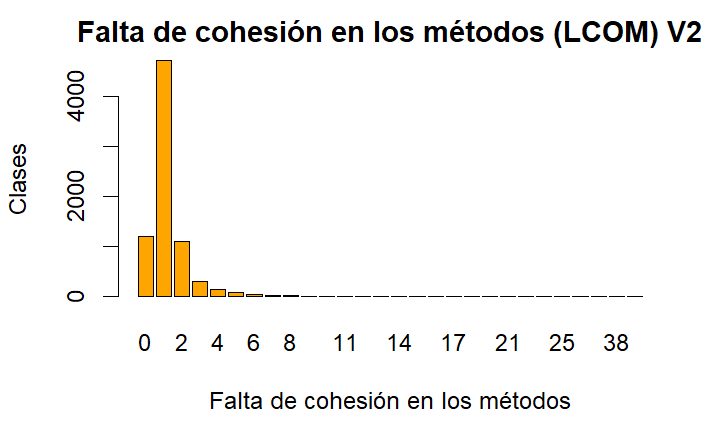 Falta de cohesión en los métodos (LCOM) V2
Clases
4000
2000
0
0 2 4 6 8 11 14 17 21 25 38
Falta de cohesión en los métodos